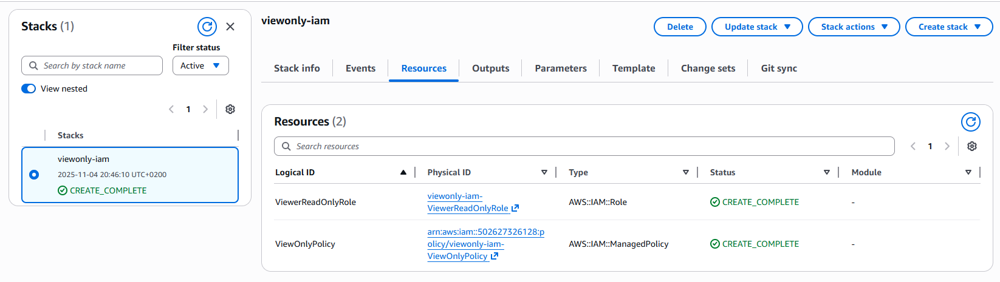 Stacks (1)
Filter status
Search by stack name
Active
View nested
1
Stacks
viewonly-iam
2025-11-04 20:46:10 UTC+0200
CREATE_COMPLETE
viewonly-iam
Delete
Update stack
Stack actions
Create stack
Stack info
Events
Resources
Outputs
Parameters
Template
Change sets
Git sync
Resources (2)
Search resources
1
Logical ID
Physical ID
Type
Status
Module
ViewerReadOnlyRole
viewonly-iam-
ViewerReadOnlyRole
AWS::IAM::Role
CREATE_COMPLETE
-
ViewOnlyPolicy
arn:aws:iam::502627326128:p
olicy/viewonly-iam-
ViewOnlyPolicy
AWS::IAM::ManagedPolicy
CREATE_COMPLETE
-